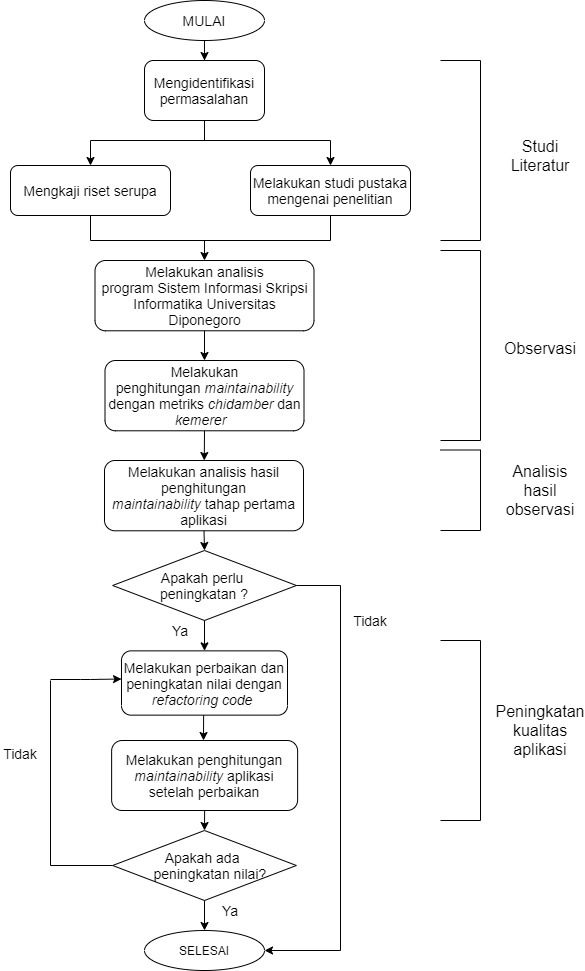 MULAI
Mengidentifikasi
permasalahan
Mengkaji riset serupa
Melakukan studi pustaka
mengenai penelitian
Studi
Literatur
Melakukan analisis
program Sistem Informasi Skripsi
Informatika Universitas
Diponegoro
Melakukan
penghitungan maintainability
dengan metriks chidamber dan
kemerer
Observasi
Melakukan analisis hasil
penghitungan
maintainability tahap pertama
aplikasi
Analisis
hasil
observasi
Apakah perlu
peningkatan ?
Tidak
Ya
Melakukan perbaikan dan
peningkatan nilai dengan
refactoring code
Melakukan penghitungan
maintainability aplikasi
setelah perbaikan
Peningkatan
kualitas
aplikasi
Tidak
Apakah ada
peningkatan nilai?
Ya
SELESAI